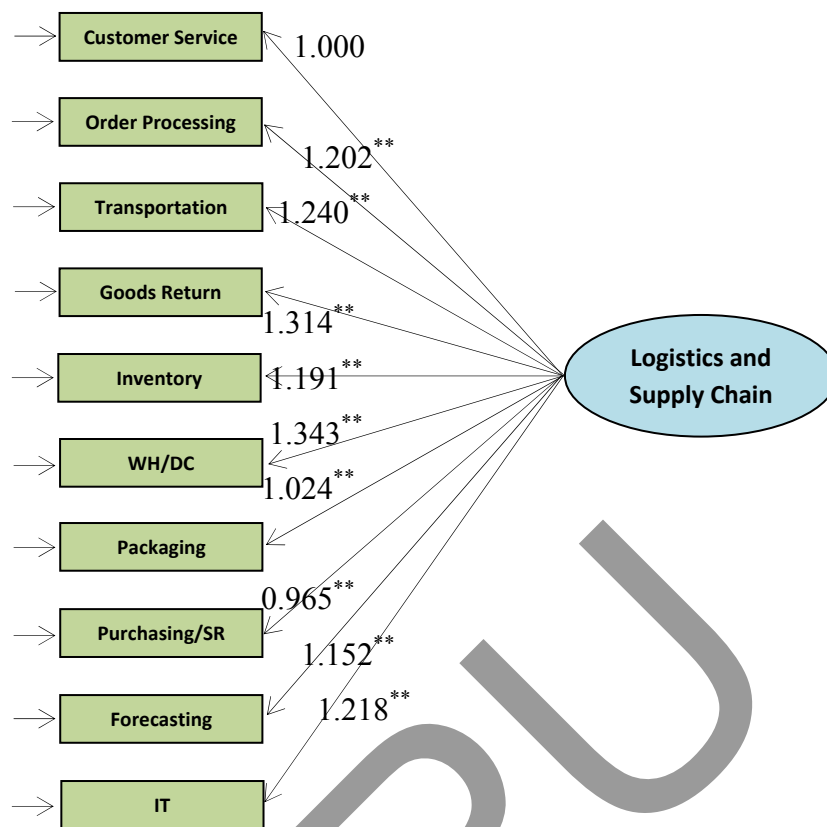 Customer Service
1.000
Order Processing
1.202**
Transportation
1.240**
Goods Return
1.314**
Inventory
1.191**
Logistics and
Supply Chain
WH/DC
1.343**
1.024**
Packaging
0.965**
Purchasing/SR
1.152**
Forecasting
1.218**
IT
PU